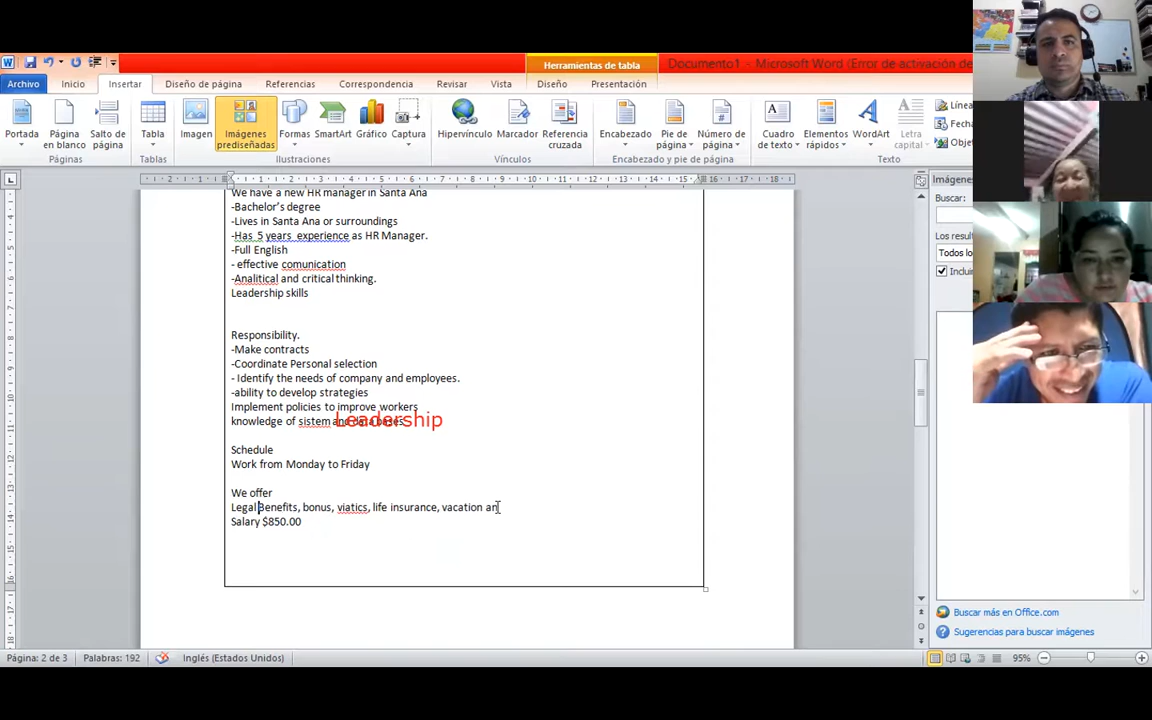 Herramientas de tabla
Documento1 - Microsoft Word (Error de activación de
Archivo
Inicio
Insertar
Diseño de página
Referencias
Correspondencia
Revisar
Vista
Diseño
Presentación
Portada
Página en blanco
Salto de página
Tabla
Imagen
Imágenes prediseñadas
Formas
SmartArt
Gráfico
Captura
Hipervínculo
Marcador
Referencia cruzada
Encabezado
Pie de página
Número de página
Cuadro de texto
Elementos rápidos
WordArt
Letra capital
Línea
Fecha
Objet
Páginas
Tablas
Ilustraciones
Vínculos
Encabezado y pie de página
Texto
We have a new HR manager in Santa Ana
-Bachelor's degree
-Lives in Santa Ana or surroundings
-Has 5 years experience as HR Manager.
-Full English
- effective comunication
-Analitical and critical thinking.
Leadership skills
Responsibility.
-Make contracts
-Coordinate Personal selection
- Identify the needs of company and employees.
-ability to develop strategies
Implement policies to improve workers
knowledge of sistem and data bases
Leadership
Schedule
Work from Monday to Friday
We offer
Legal Benefits, bonus, viatics, life insurance, vacation an
Salary $850.00
Imágenes
Buscar:
Los resul
Todos lo
Incluir
Buscar más en Office.com
Sugerencias para buscar imágenes
Página: 2 de 3
Palabras: 192
Inglés (Estados Unidos)
95%